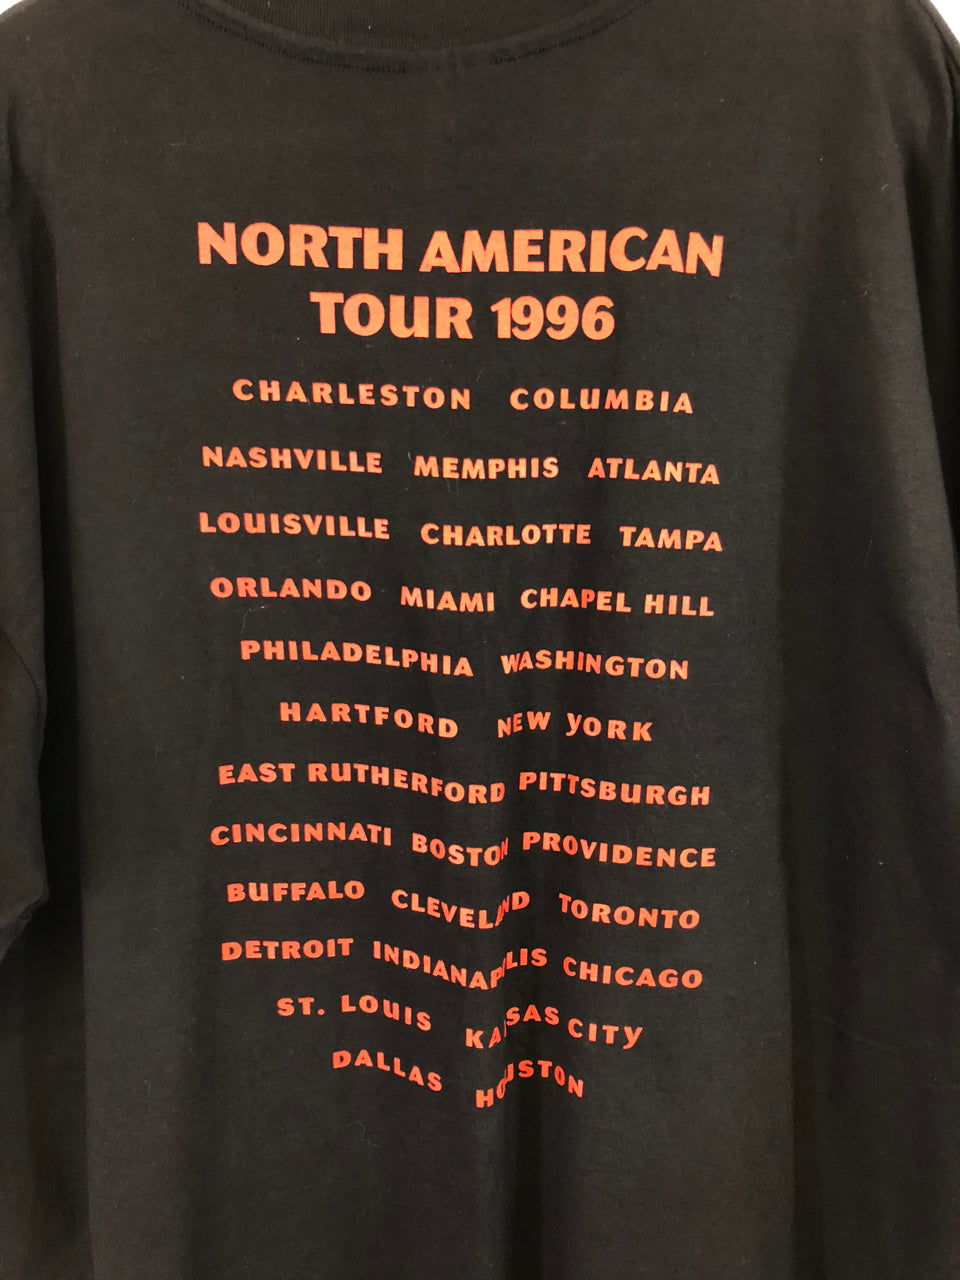 NORTH AMERICAN
TOUR 1996
CHARLESTON COLUMBIA
NASHVILLE MEMPHIS ATLANTA
LOUISVILLE CHARLOTTE TAMPA
ORLANDO MIAMI CHAPEL HILL
PHILADELPHIA WASHINGTON
HARTFORD NEW YORK
EAST RUTHERFORD PITTSBURGH
CINCINNATI BOSTON PROVIDENCE
BUFFALO CLEVELAND TORONTO
DETROIT INDIANAPOLIS CHICAGO
ST. LOUIS KANSAS CITY
DALLAS HOUSTON